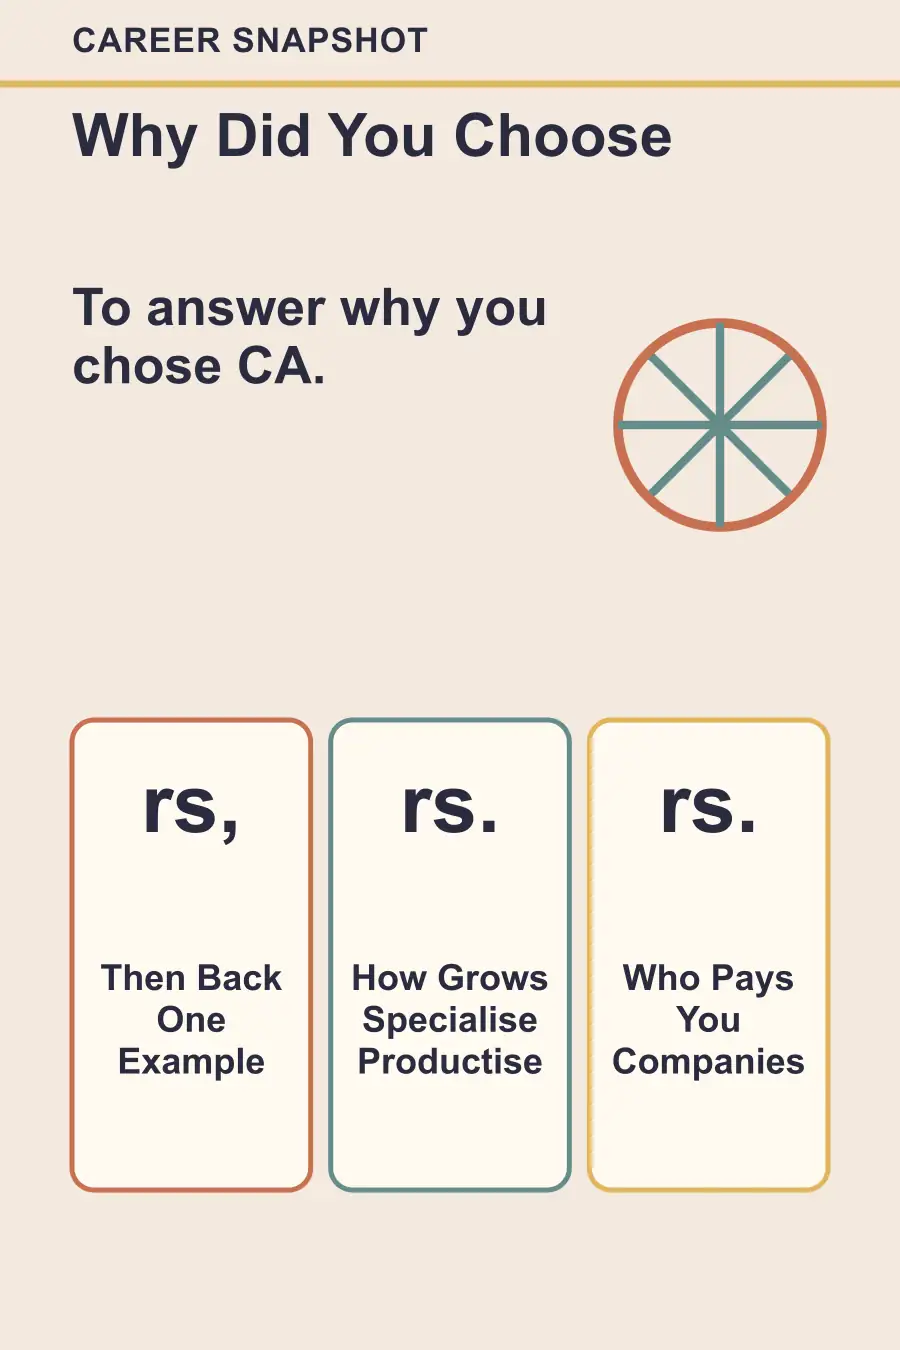 CAREER SNAPSHOT
Why Did You Choose
To answer why you
chose CA.
rs,
Then Back
One
Example
rs.
How Grows
Specialise
Productise
rs.
Who Pays
You
Companies